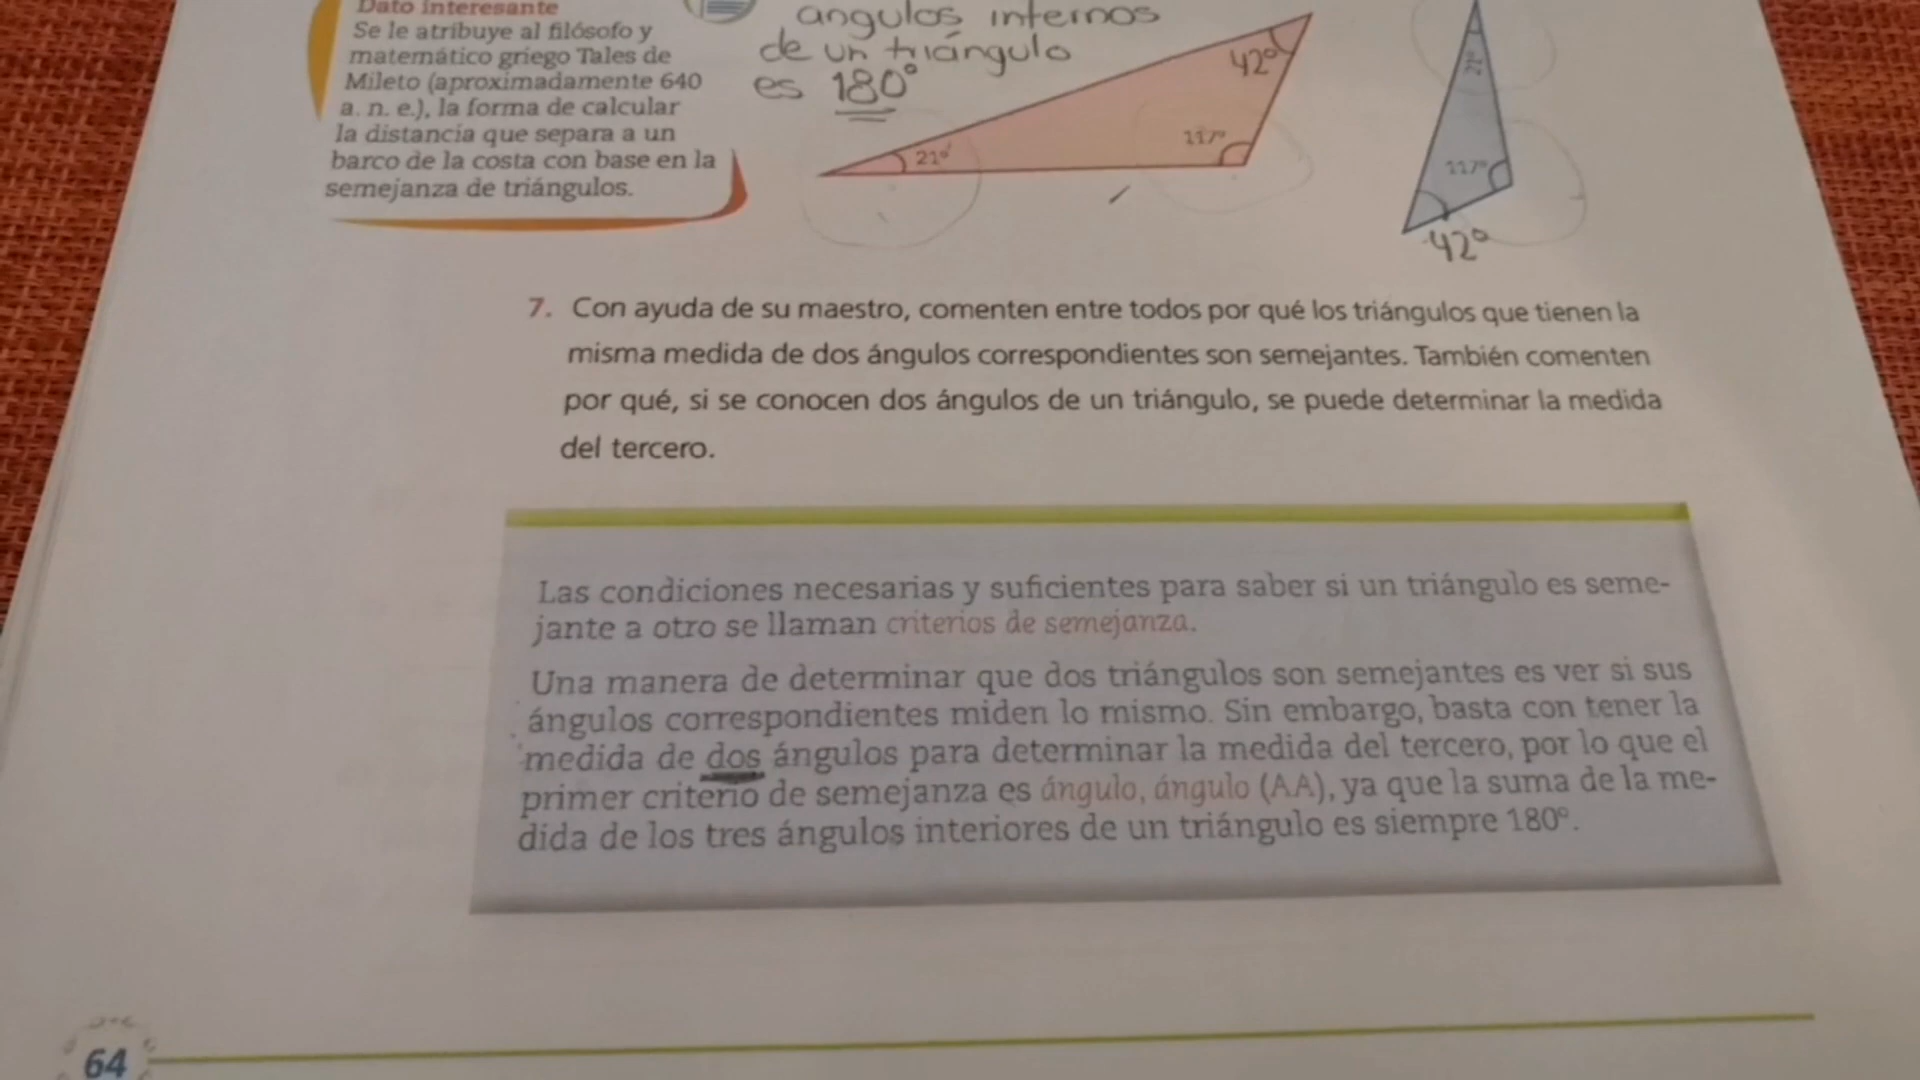 Dato interesante
Se le atribuye al filósofo y
matemático griego Tales de
Mileto (aproximadamente 640
a. n. e.), la forma de calcular
la distancia que separa a un
barco de la costa con base en la
semejanza de triángulos.
angulos internos
de un triángulo
es 180°
42°
117°
21°
21°
117°
42°
7. Con ayuda de su maestro, comenten entre todos por qué los triángulos que tienen la
misma medida de dos ángulos correspondientes son semejantes. También comenten
por qué, si se conocen dos ángulos de un triángulo, se puede determinar la medida
del tercero.
Las condiciones necesarias y suficientes para saber si un triángulo es seme-
jante a otro se llaman criterios de semejanza.
Una manera de determinar que dos triángulos son semejantes es ver si sus
ángulos correspondientes miden lo mismo. Sin embargo, basta con tener la
medida de dos ángulos para determinar la medida del tercero, por lo que el
primer criterio de semejanza es ángulo, ángulo (AA), ya que la suma de la me-
dida de los tres ángulos interiores de un triángulo es siempre 180°.
64